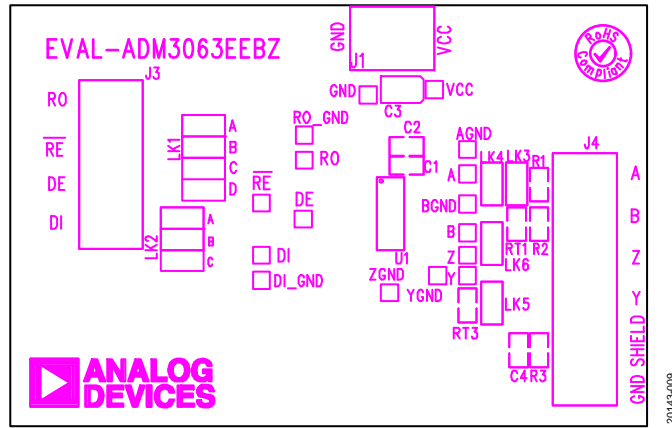 EVAL-ADM3063EEBZ
GND
VCC
J1
RoHS
Compliant
J3
RO
RE
DE
DI
LK1
A
B
C
D
LK2
A
B
C
GND
VCC
C3
RO_GND
RO
RE
DE
DI
DI_GND
C2
C1
U1
AGND
A
BGND
B
Z
Y
ZGND
YGND
LK4
LK3
R1
RT1
R2
LK6
LK5
RT3
C4
R3
J4
A
B
Z
Y
GND SHIELD
ANALOG
DEVICES
20143-009